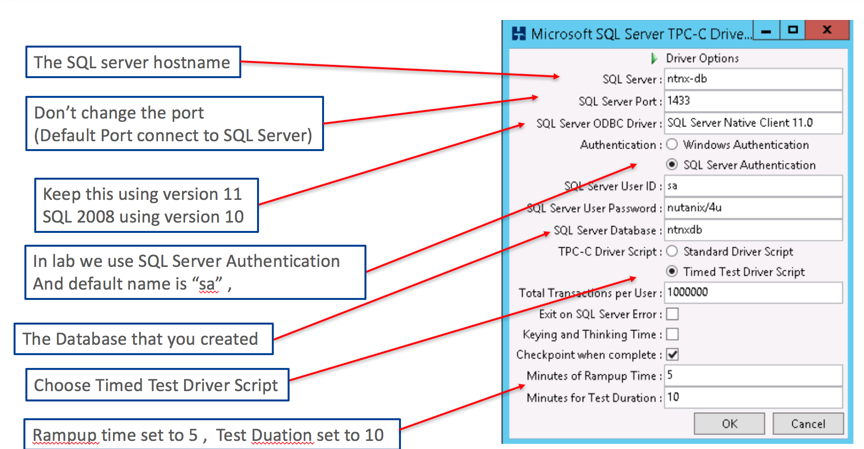 The SQL server hostname
Don't change the port
(Default Port connect to SQL Server)
Keep this using version 11
SQL 2008 using version 10
In lab we use SQL Server Authentication
And default name is “sa” ,
The Database that you created
Choose Timed Test Driver Script
Rampup time set to 5 , Test Duation set to 10
Microsoft SQL Server TPC-C Drive...
Driver Options
SQL Server : ntnx-db
SQL Server Port : 1433
SQL Server ODBC Driver : SQL Server Native Client 11.0
Authentication : Windows Authentication
SQL Server Authentication
SQL Server User ID : sa
SQL Server User Password : nutanix/4u
SQL Server Database : ntnxdb
TPC-C Driver Script : Standard Driver Script
Timed Test Driver Script
Total Transactions per User : 1000000
Exit on SQL Server Error :
Keying and Thinking Time :
Checkpoint when complete :
Minutes of Rampup Time : 5
Minutes for Test Duration : 10
OK Cancel